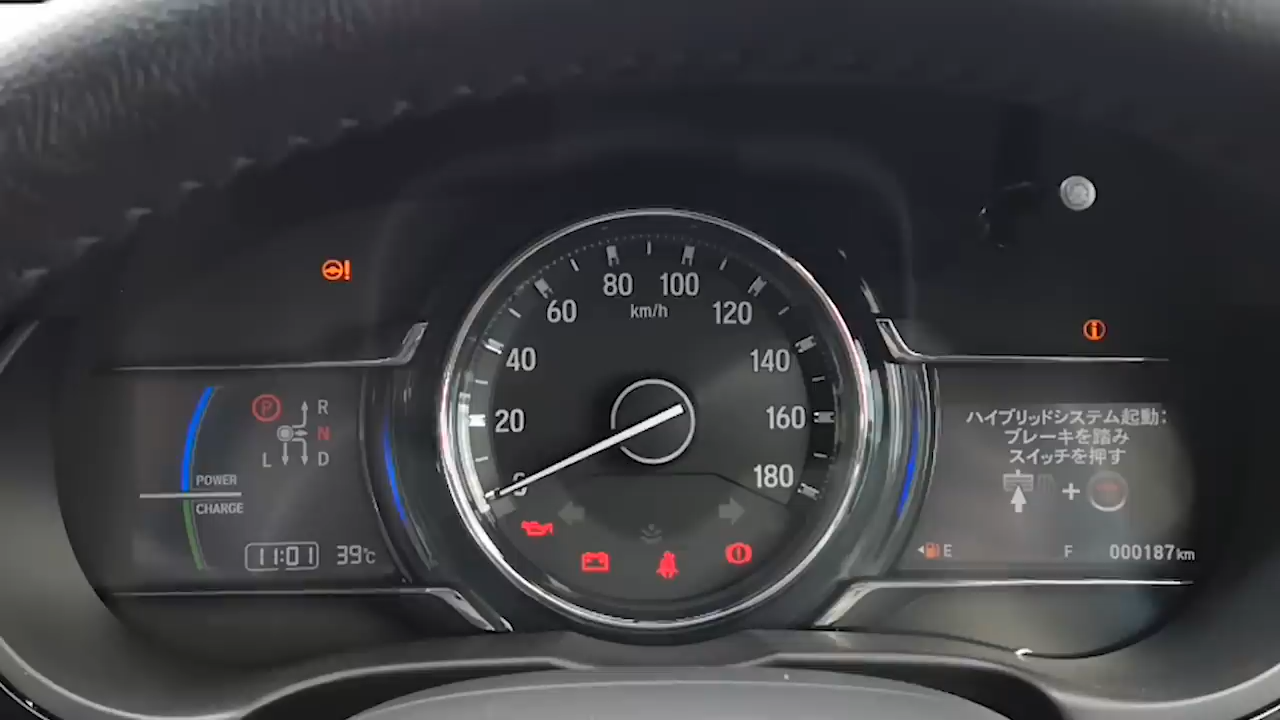 80 100
60 km/h 120
40 140
20 160
0 180
P R
N
L D
POWER
CHARGE
11:01 39℃
ハイブリッドシステム起動:
ブレーキを踏み
スイッチを押す
+
E F 000187km